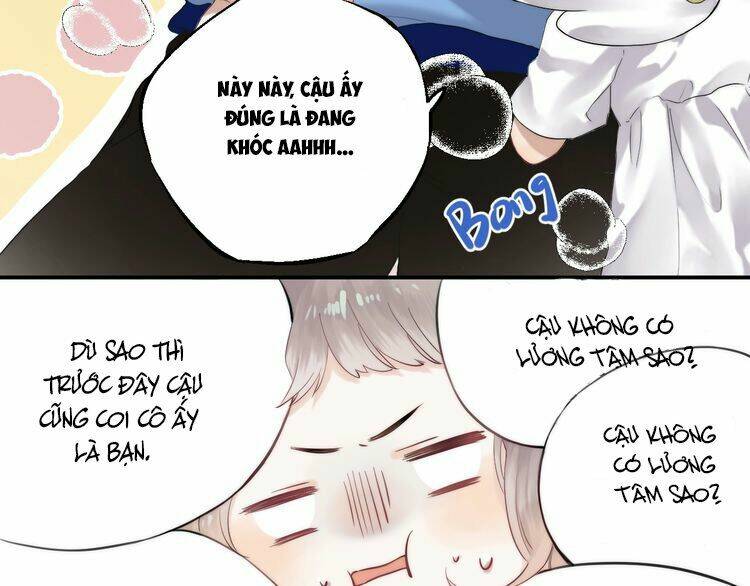 NÀY NÀY, CẬU ẤY
ĐÚNG LÀ ĐANG
KHÓC AAHHH...
Bong
DÙ SAO THÌ
TRƯỚC ĐÂY CẬU
CŨNG COI CÔ ẤY
LÀ BẠN.
CẬU KHÔNG CÓ
LƯƠNG TÂM SAO?
CẬU KHÔNG
CÓ LƯƠNG
TÂM SAO?